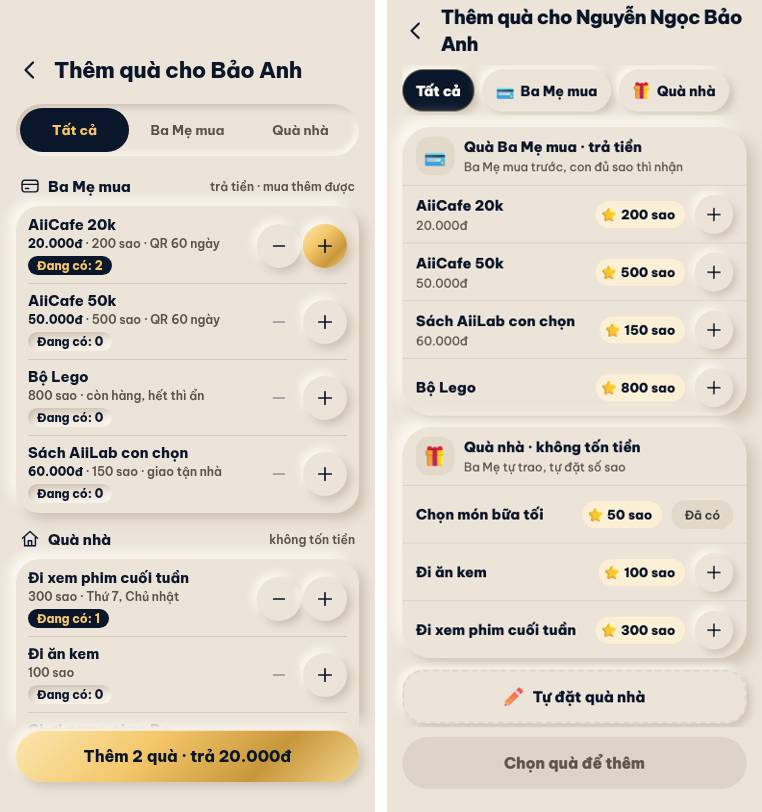 Thêm quà cho Bảo Anh
Tất cả
Ba Mẹ mua
Quà nhà
Ba Mẹ mua
trả tiền · mua thêm được
AiiCafe 20k
20.000đ · 200 sao · QR 60 ngày
Đang có: 2
AiiCafe 50k
50.000đ · 500 sao · QR 60 ngày
Đang có: 0
Bộ Lego
800 sao · còn hàng, hết thì ẩn
Đang có: 0
Sách AiiLab con chọn
60.000đ · 150 sao · giao tận nhà
Đang có: 0
Quà nhà
không tốn tiền
Đi xem phim cuối tuần
300 sao · Thứ 7, Chủ nhật
Đang có: 1
Đi ăn kem
100 sao
Đang có: 0
Thêm 2 quà · trả 20.000đ
Thêm quà cho Nguyễn Ngọc Bảo
Anh
Tất cả
Ba Mẹ mua
Quà nhà
Quà Ba Mẹ mua · trả tiền
Ba Mẹ mua trước, con đủ sao thì nhận
AiiCafe 20k
20.000đ
200 sao
AiiCafe 50k
50.000đ
500 sao
Sách AiiLab con chọn
60.000đ
150 sao
Bộ Lego
800 sao
Quà nhà · không tốn tiền
Ba Mẹ tự trao, tự đặt số sao
Chọn món bữa tối
50 sao
Đã có
Đi ăn kem
100 sao
Đi xem phim cuối tuần
300 sao
Tự đặt quà nhà
Chọn quà để thêm